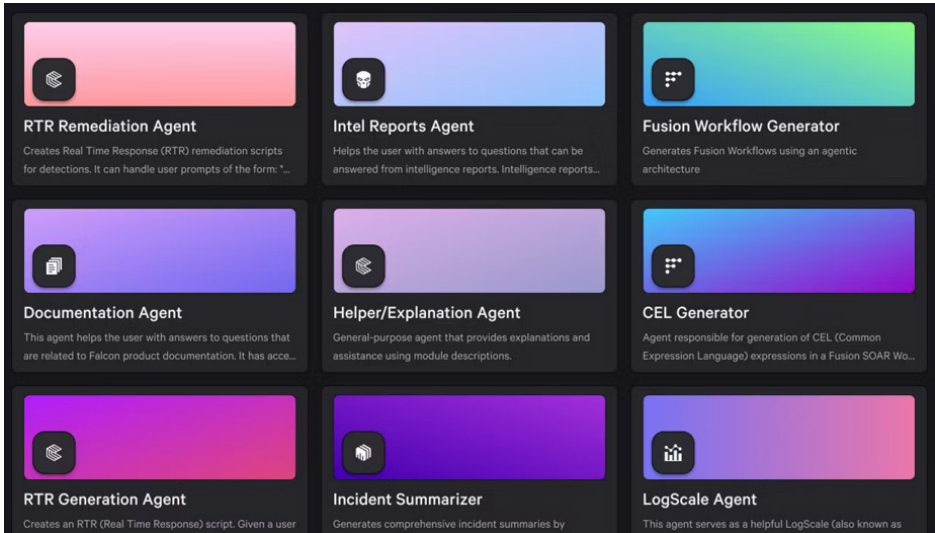 RTR Remediation Agent
Creates Real Time Response (RTR) remediation scripts
for detections. It can handle user prompts of the form: "...
Intel Reports Agent
Helps the user with answers to questions that can be
answered from intelligence reports. Intelligence reports...
Fusion Workflow Generator
Generates Fusion Workflows using an agentic
architecture
Documentation Agent
This agent helps the user with answers to questions that
are related to Falcon product documentation. It has acce...
Helper/Explanation Agent
General-purpose agent that provides explanations and
assistance using module descriptions.
CEL Generator
Agent responsible for generation of CEL (Common
Expression Language) expressions in a Fusion SOAR Wo...
RTR Generation Agent
Creates an RTR (Real Time Response) script. Given a user
Incident Summarizer
Generates comprehensive incident summaries by
LogScale Agent
This agent serves as a helpful LogScale (also known as